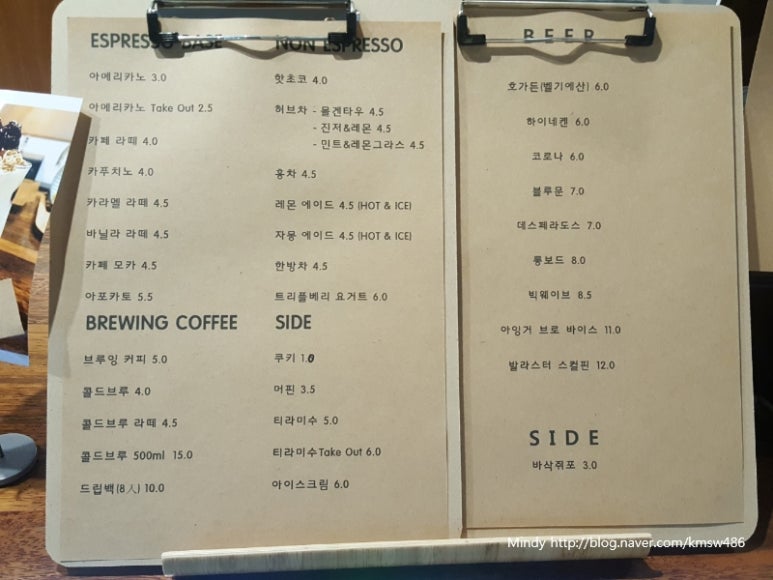 ESPRESSO BASE
아메리카노 3.0
아메리카노 Take Out 2.5
카페 라떼 4.0
카푸치노 4.0
카라멜 라떼 4.5
바닐라 라떼 4.5
카페 모카 4.5
아포카토 5.5
BREWING COFFEE
브루잉 커피 5.0
콜드브루 4.0
콜드브루 라떼 4.5
콜드브루 500ml 15.0
드립백(8人) 10.0
NON ESPRESSO
핫초코 4.0
허브차 - 물겐타우 4.5
- 진저&레몬 4.5
- 민트&레몬그라스 4.5
홍차 4.5
레몬 에이드 4.5 (HOT & ICE)
자몽 에이드 4.5 (HOT & ICE)
한방차 4.5
트리플베리 요거트 6.0
SIDE
쿠키 1.0
머핀 3.5
티라미수 5.0
티라미수Take Out 6.0
아이스크림 6.0
BEER
호가든(벨기에산) 6.0
하이네켄 6.0
코로나 6.0
블루문 7.0
데스페라도스 7.0
롱보드 8.0
빅웨이브 8.5
아잉거 브로 바이스 11.0
발라스터 스컬핀 12.0
SIDE
바삭쥐포 3.0
Mindy http://blog.naver.com/kmsw486